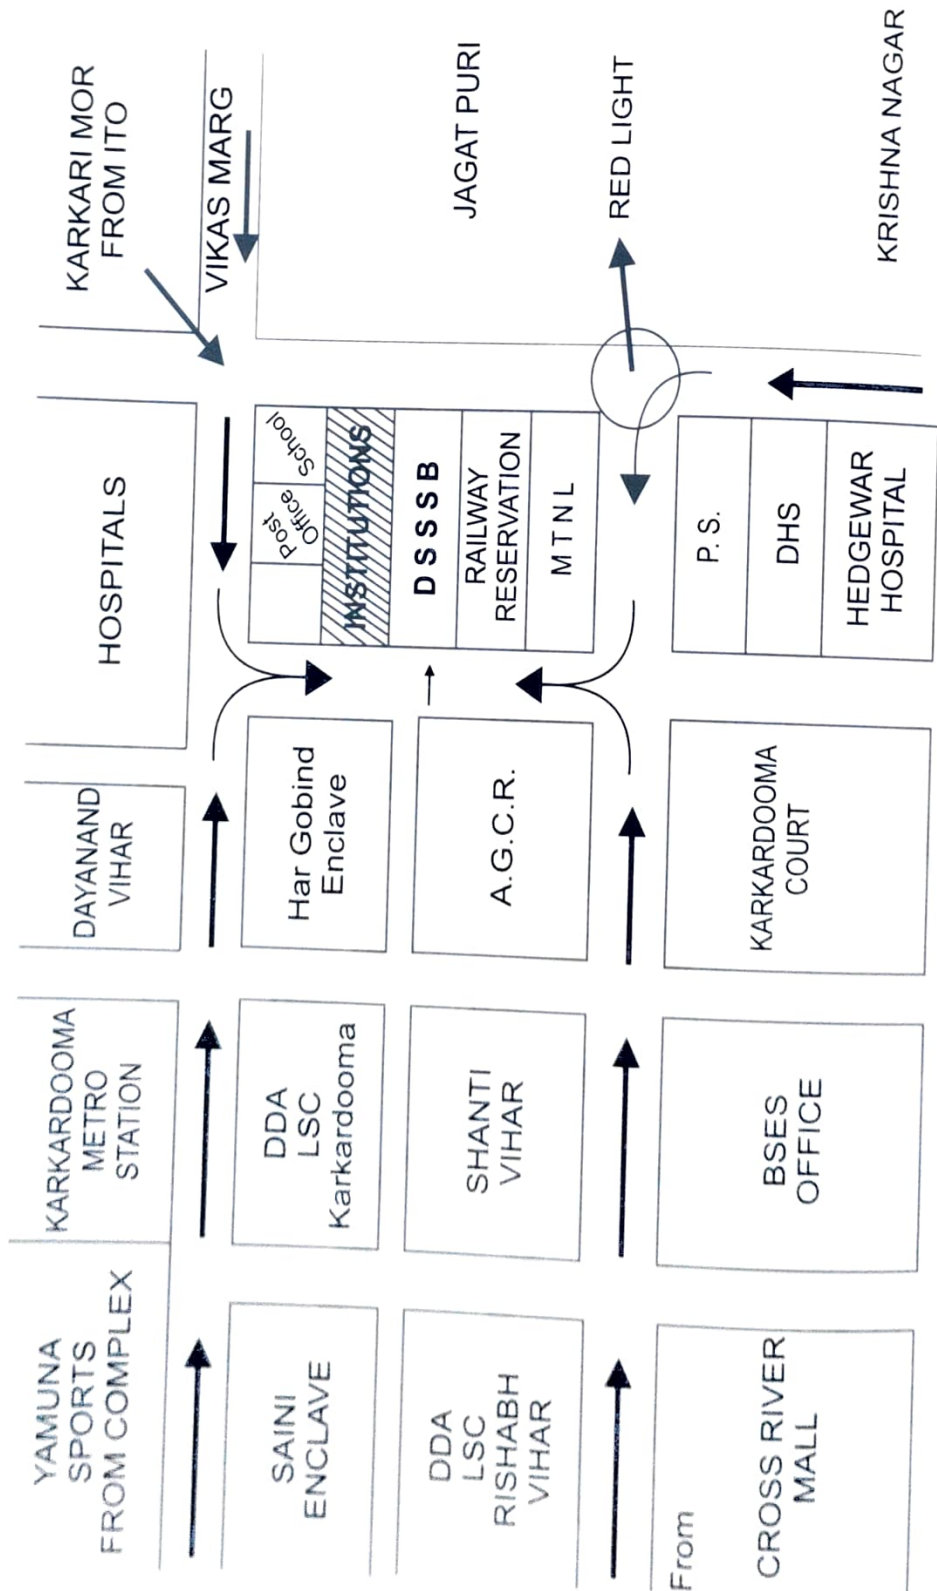 KARKARI MOR
FROM ITO
VIKAS MARG
JAGAT PURI
RED LIGHT
KRISHNA NAGAR
HOSPITALS
School
Post
Office
INSTITUTIONS
DSSSB
RAILWAY
RESERVATION
MTNL
P.S.
DHS
HEDGEWAR
HOSPITAL
DAYANAND
VIHAR
Har Gobind
Enclave
A.G.C.R.
KARKARDOOMA
COURT
KARKARDOOMA
METRO
STATION
DDA
LSC
Karkardooma
SHANTI
VIHAR
BSES
OFFICE
YAMUNA
SPORTS
FROM COMPLEX
SAINI
ENCLAVE
DDA
LSC
RISHABH
VIHAR
From
CROSS RIVER
MALL